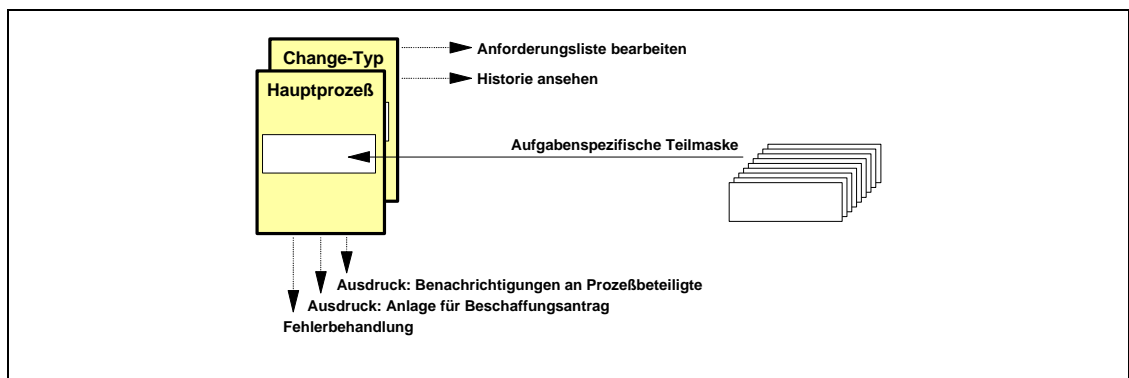 Change-Typ
Anforderungsliste bearbeiten
Historie ansehen
Hauptprozeß
Aufgabenspezifische Teilmaske
Ausdruck: Benachrichtigungen an Prozeßbeteiligte
Ausdruck: Anlage für Beschaffungsantrag
Fehlerbehandlung